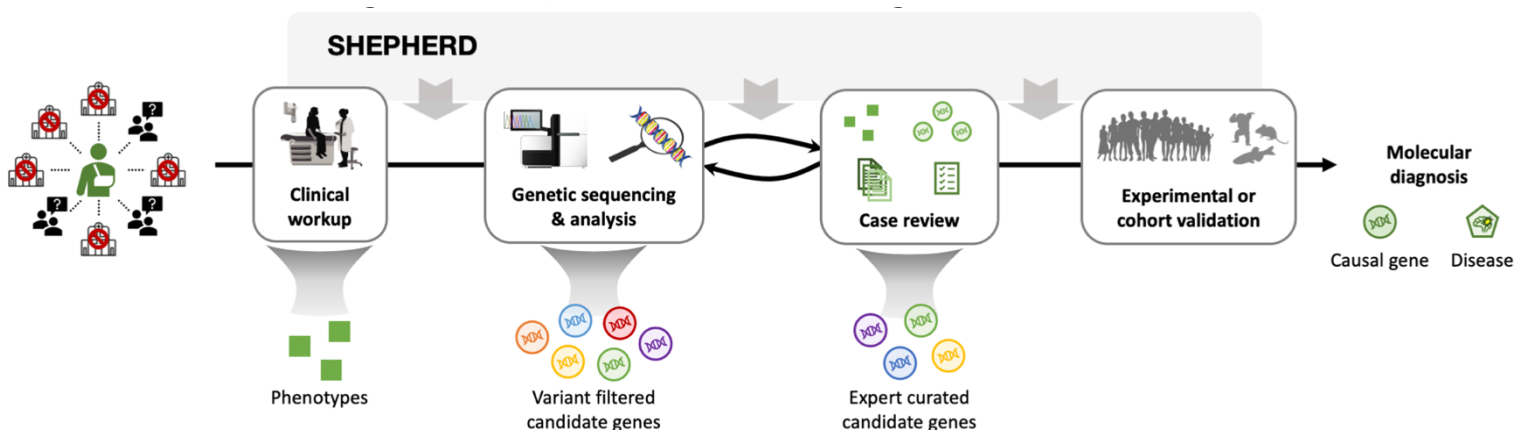 SHEPHERD
?
?
?
Clinical
workup
Genetic sequencing
& analysis
Case review
Experimental or
cohort validation
Molecular
diagnosis
Causal gene
Disease
Phenotypes
Variant filtered
candidate genes
Expert curated
candidate genes